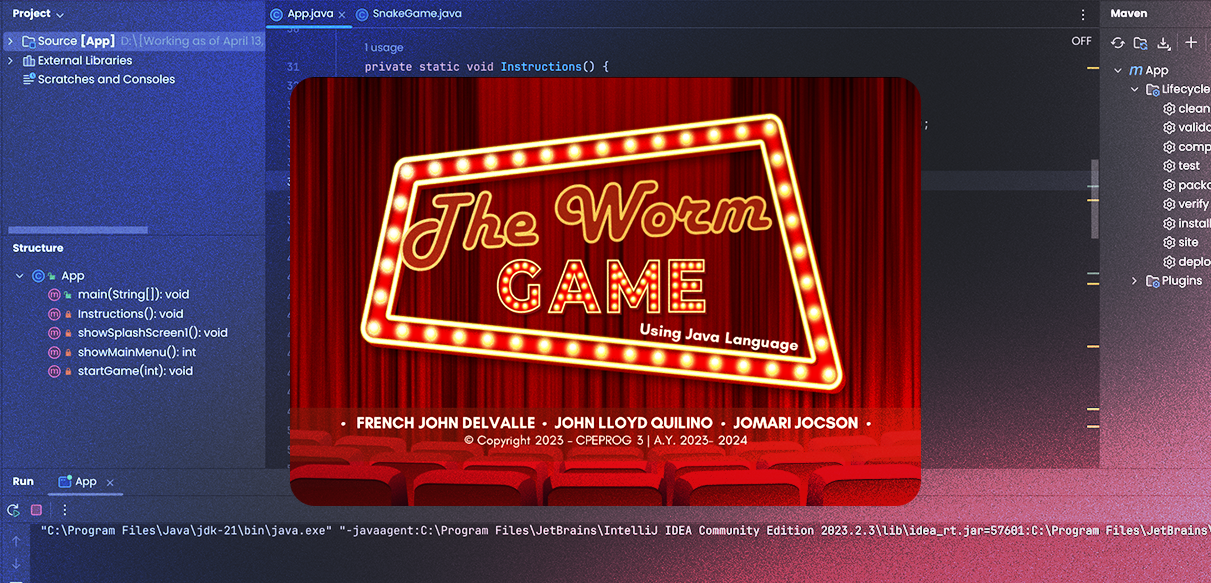 Project
Source [App] D:\[Working as of April 13,
External Libraries
Scratches and Consoles
Structure
App
main(String[]): void
Instructions(): void
showSplashScreen1(): void
showMainMenu(): int
startGame(int): void
App.java
SnakeGame.java
OFF
1 usage
31 private static void Instructions() {
;
The Worm
GAME
Using Java Language
• FRENCH JOHN DELVALLE • JOHN LLOYD QUILINO • JOMARI JOCSON •
© Copyright 2023 - CPEPROG 3 | A.Y. 2023- 2024
Maven
App
Lifecycle
clean
valida
comp
test
packa
verify
install
site
deplo
Plugins
Run
App
"C:\Program Files\Java\jdk-21\bin\java.exe" "-javaagent:C:\Program Files\JetBrains\IntelliJ IDEA Community Edition 2023.2.3\lib\idea_rt.jar=57601:C:\Program Files\JetBrains\